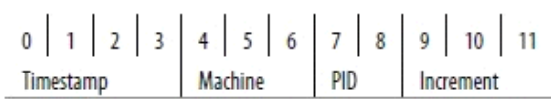 0 1 2 3 4 5 6 7 8 9 10 11
Timestamp Machine PID Increment